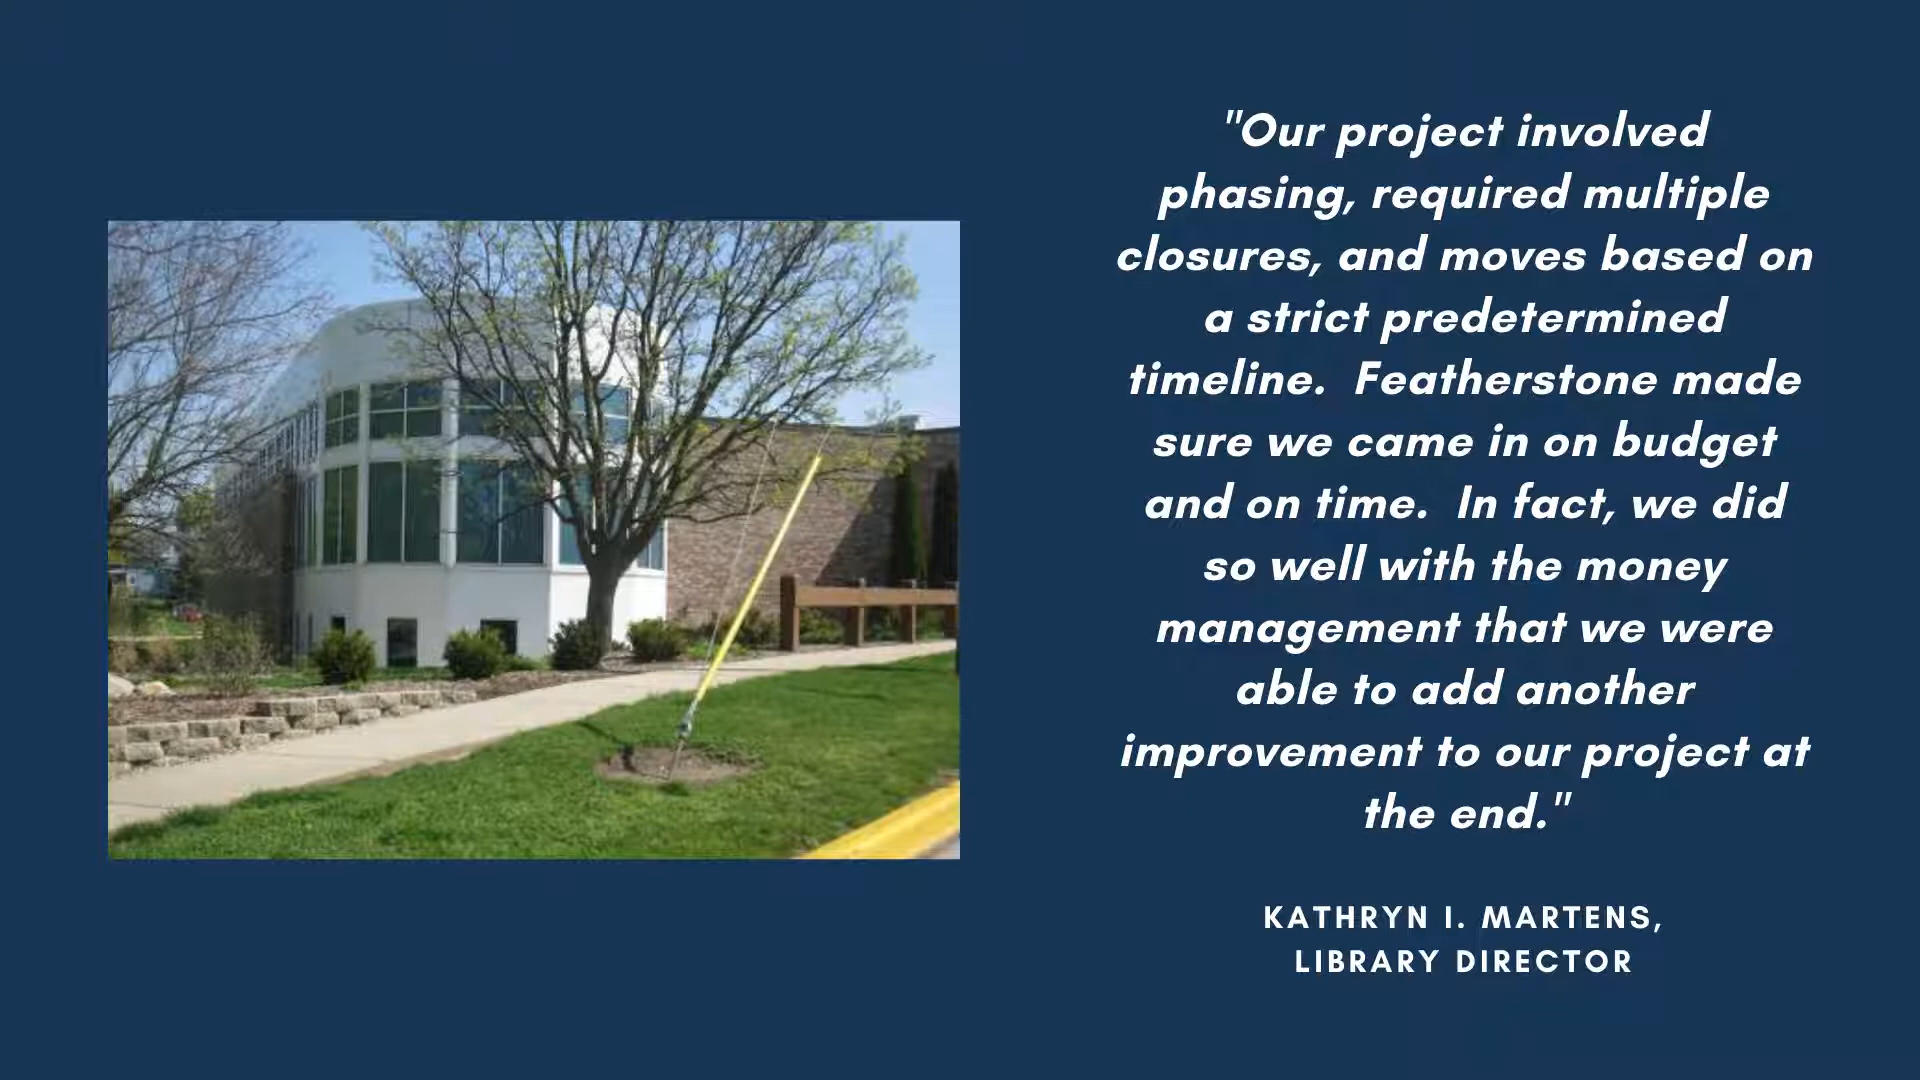 "Our project involved
phasing, required multiple
closures, and moves based on
a strict predetermined
timeline.  Featherstone made
sure we came in on budget
and on time.  In fact, we did
so well with the money
management that we were
able to add another
improvement to our project at
the end."
KATHRYN I. MARTENS,
LIBRARY DIRECTOR